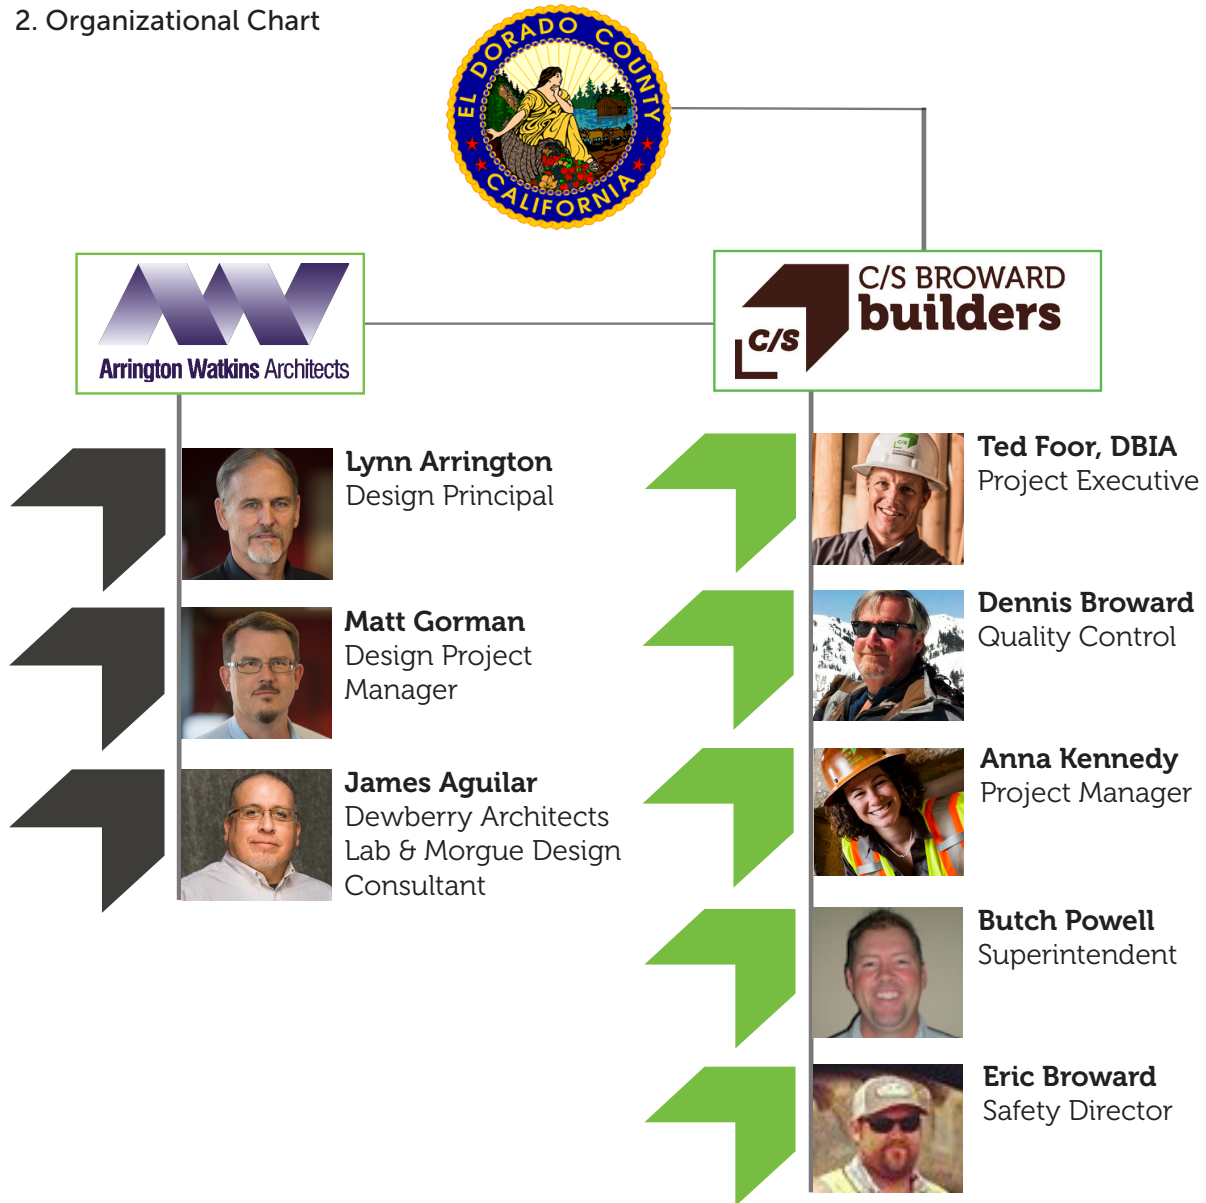 2. Organizational Chart
EL DORADO COUNTY
CALIFORNIA
Arrington Watkins Architects
C/S BROWARD
builders
C/S
Lynn Arrington
Design Principal
Matt Gorman
Design Project
Manager
James Aguilar
Dewberry Architects
Lab & Morgue Design
Consultant
Ted Foor, DBIA
Project Executive
Dennis Broward
Quality Control
Anna Kennedy
Project Manager
Butch Powell
Superintendent
Eric Broward
Safety Director